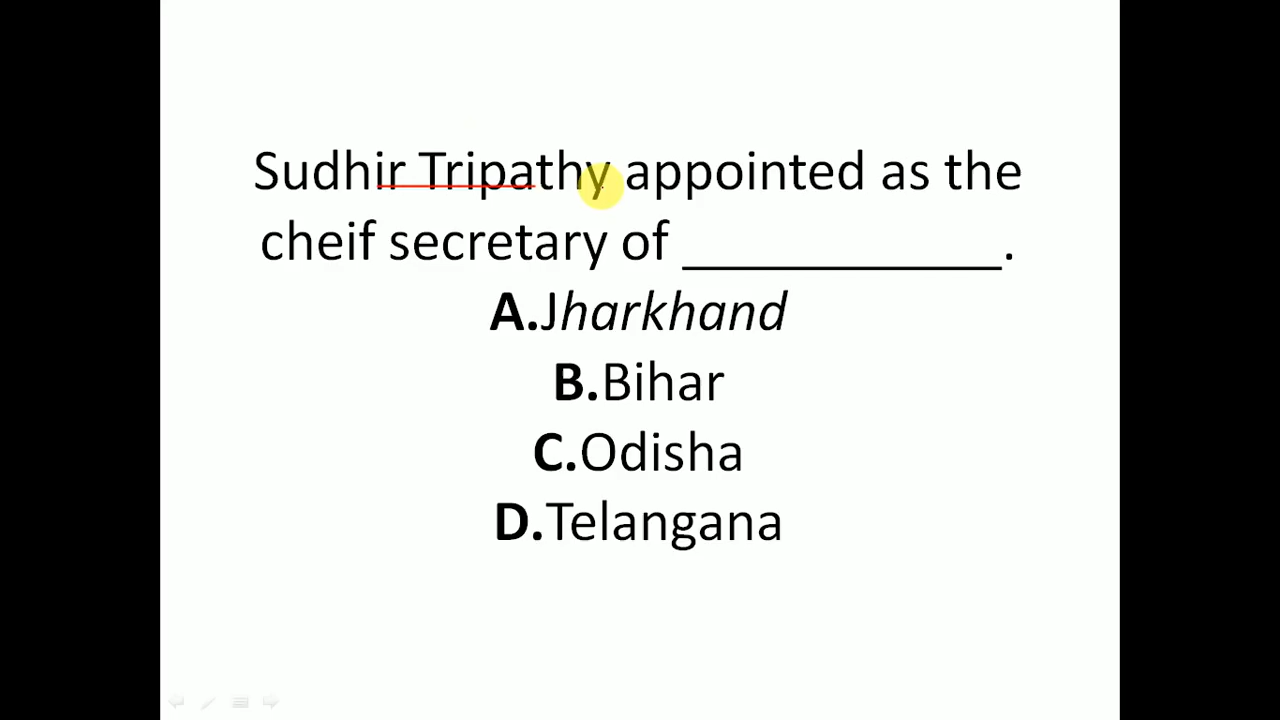 Sudhir Tripathy appointed as the
cheif secretary of ____________.
A.Jharkhand
B.Bihar
C.Odisha
D.Telangana